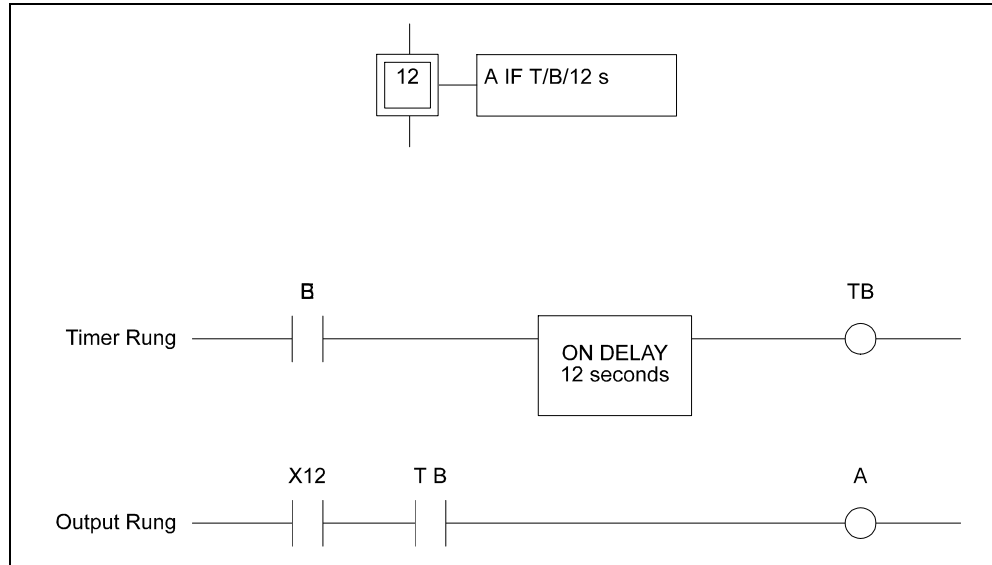 12
A IF T/B/12 s
B
TB
Timer Rung
ON DELAY
12 seconds
X12
T B
A
Output Rung